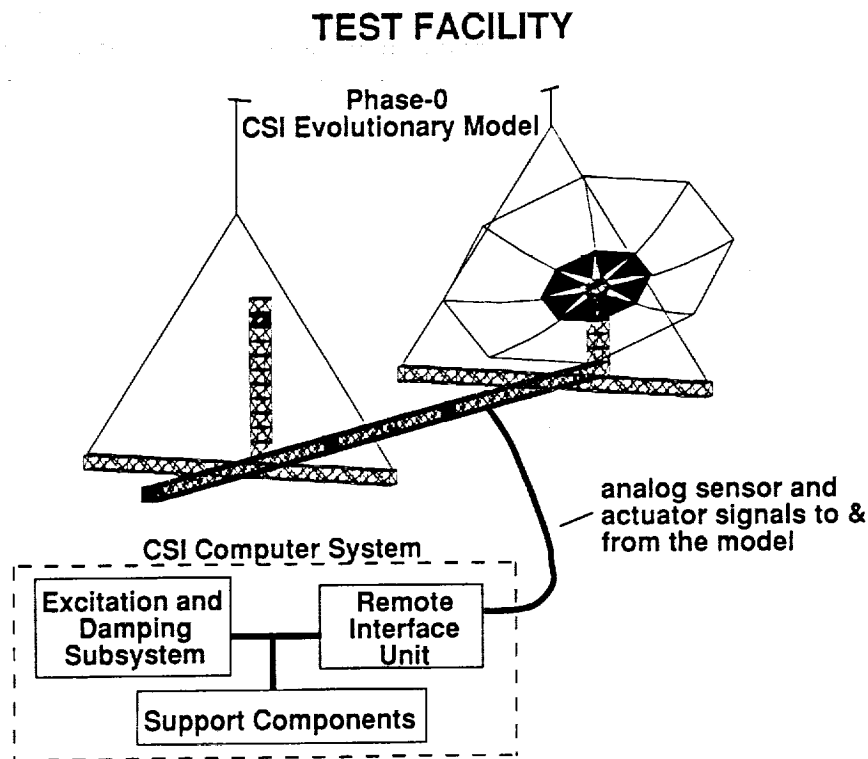 TEST FACILITY
Phase-0
CSI Evolutionary Model
analog sensor and
actuator signals to &
from the model
CSI Computer System
Excitation and
Damping
Subsystem
Remote
Interface
Unit
Support Components